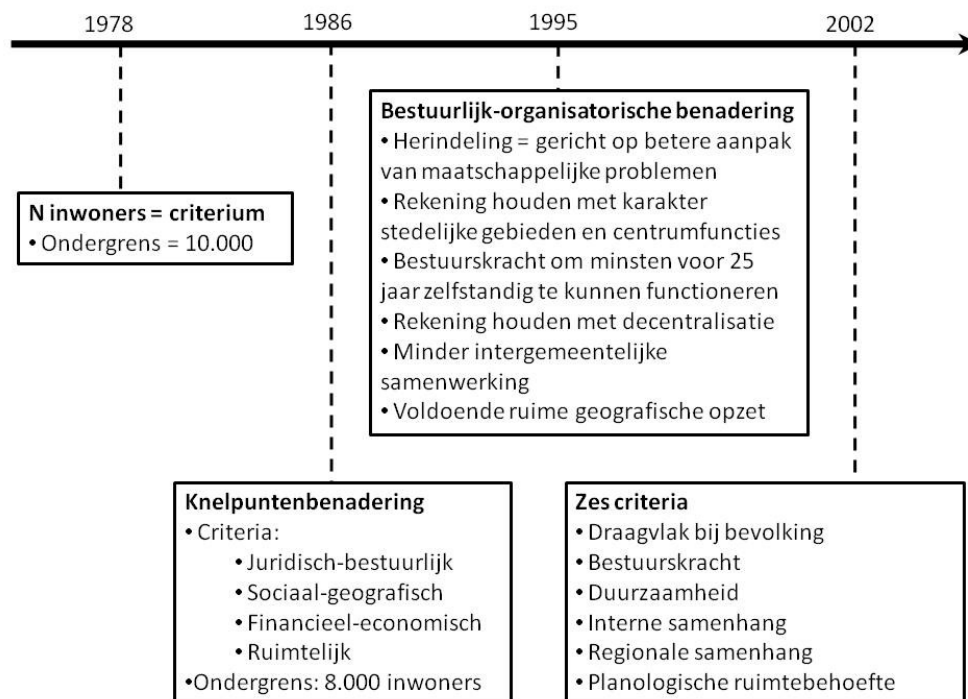 1978
1986
1995
2002
N inwoners = criterium
• Ondergrens = 10.000
Bestuurlijk-organisatorische benadering
• Herindeling = gericht op betere aanpak
van maatschappelijke problemen
• Rekening houden met karakter
stedelijke gebieden en centrumfuncties
• Bestuurskracht om minsten voor 25
jaar zelfstandig te kunnen functioneren
• Rekening houden met decentralisatie
• Minder intergemeentelijke
samenwerking
• Voldoende ruime geografische opzet
Knelpuntenbenadering
• Criteria:
• Juridisch-bestuurlijk
• Sociaal-geografisch
• Financieel-economisch
• Ruimtelijk
•Ondergrens: 8.000 inwoners
Zes criteria
• Draagvlak bij bevolking
• Bestuurskracht
• Duurzaamheid
• Interne samenhang
• Regionale samenhang
• Planologische ruimtebehoefte